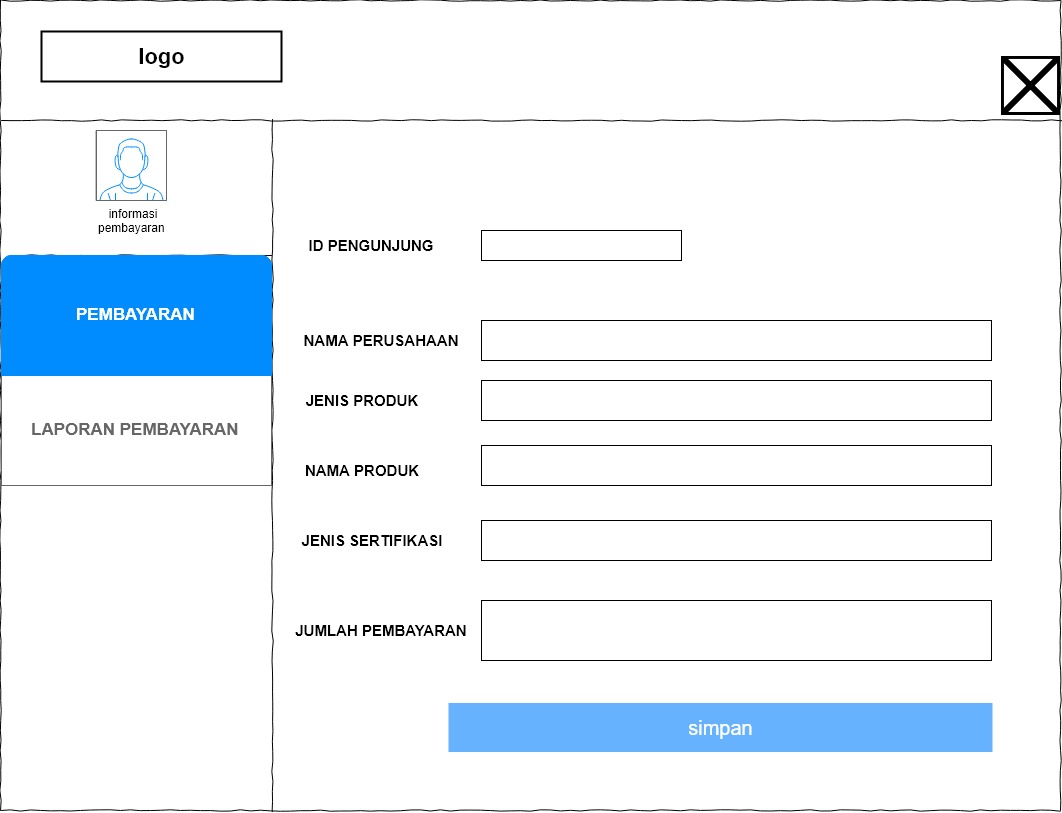 logo
informasi
pembayaran
PEMBAYARAN
LAPORAN PEMBAYARAN
ID PENGUNJUNG
NAMA PERUSAHAAN
JENIS PRODUK
NAMA PRODUK
JENIS SERTIFIKASI
JUMLAH PEMBAYARAN
simpan